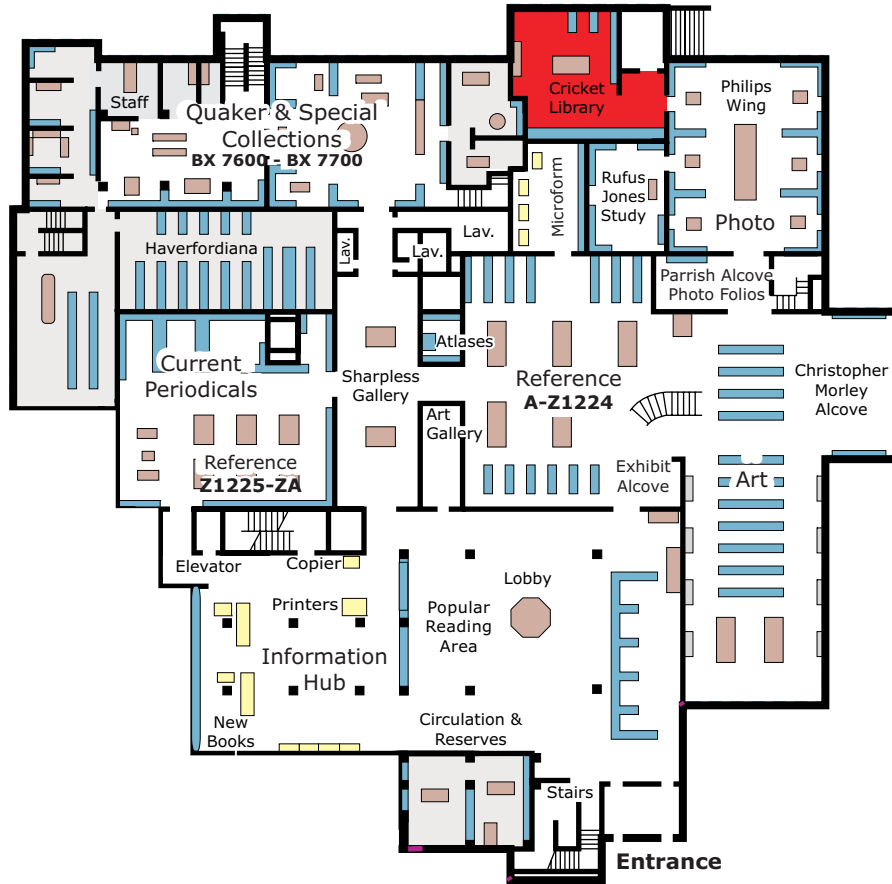 Cricket
Library
Philips
Wing
Staff
Quaker & Special
Collections
BX 7600 - BX 7700
Microform
Rufus
Jones
Study
Photo
Haverfordiana
Lav.
Lav.
Lav.
Parrish Alcove
Photo Folios
Atlases
Current
Periodicals
Sharpless
Gallery
Reference
A-Z1224
Christopher
Morley
Alcove
Art
Gallery
Reference
Z1225-ZA
Exhibit
Alcove
Art
Elevator
Copier
Printers
Lobby
Popular
Reading
Area
Information
Hub
New
Books
Circulation &
Reserves
Stairs
Entrance